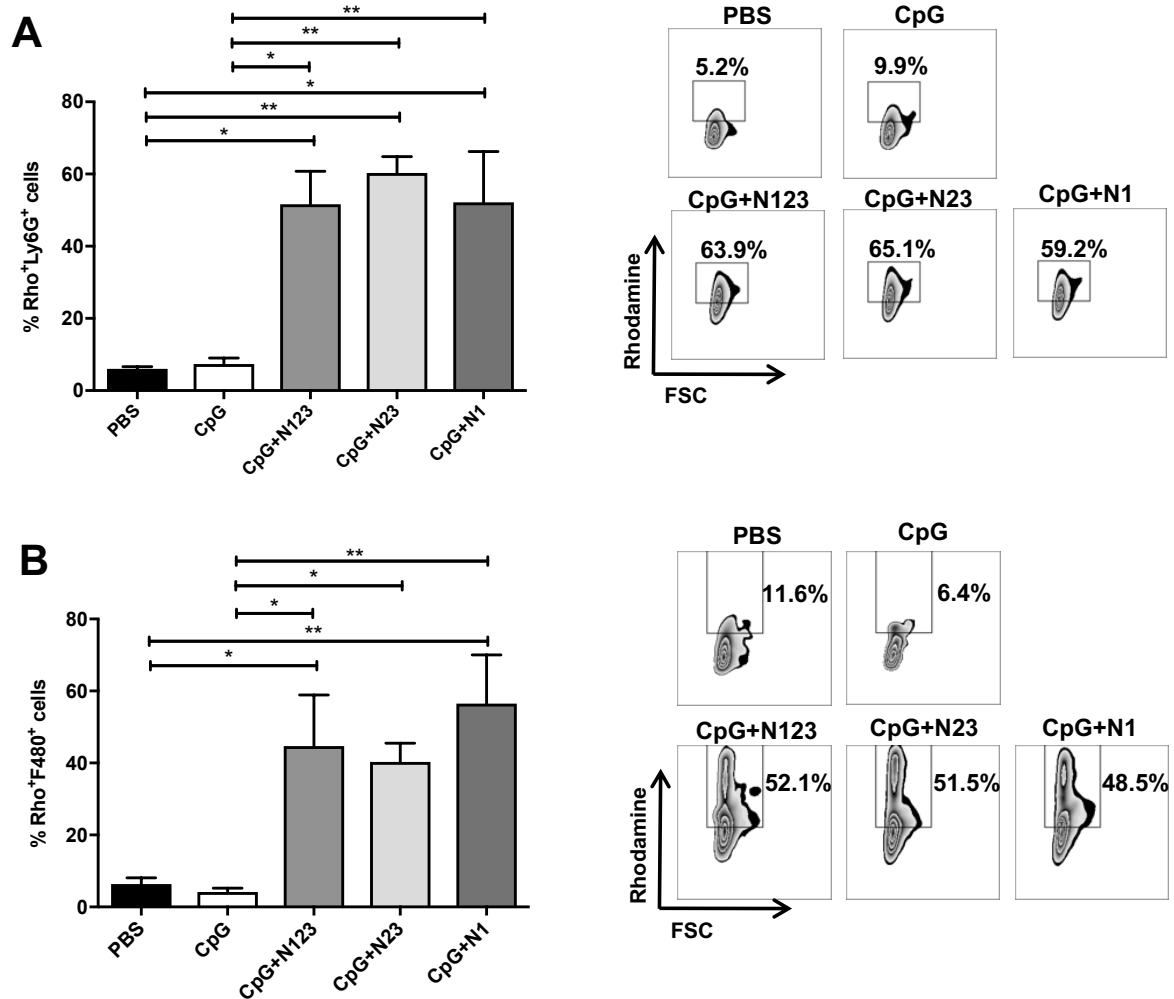 A
**
**
*
*
**
*
% Rho⁺Ly6G⁺ cells
80
60
40
20
0
PBS
CpG
CpG+N123
CpG+N23
CpG+N1
PBS
CpG
5.2%
9.9%
CpG+N123
CpG+N23
CpG+N1
63.9%
65.1%
59.2%
Rhodamine
FSC
B
**
*
*
**
*
% Rho⁺F480⁺ cells
80
60
40
20
0
PBS
CpG
CpG+N123
CpG+N23
CpG+N1
PBS
CpG
11.6%
6.4%
CpG+N123
CpG+N23
CpG+N1
52.1%
51.5%
48.5%
Rhodamine
FSC